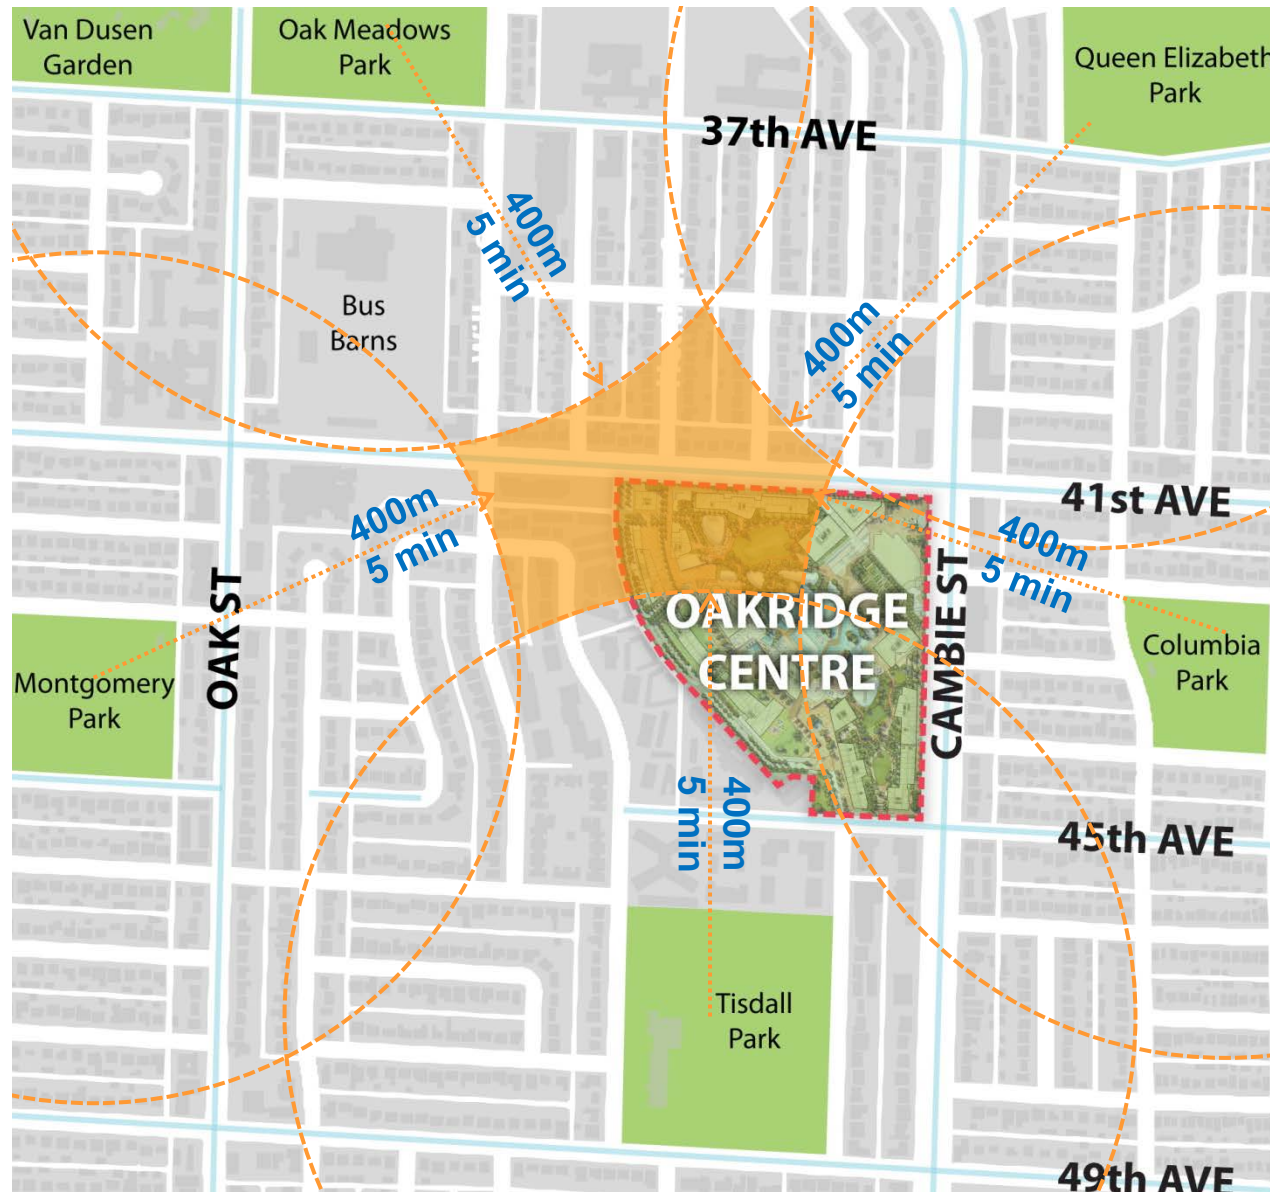 Van Dusen
Garden
Oak Meadows
Park
Queen Elizabeth
Park
37th AVE
400m
5 min
400m
5 min
Bus
Barns
41st AVE
400m
5 min
400m
5 min
OAK ST
OAKRIDGE
CENTRE
CAMBIE ST
Columbia
Park
Montgomery
Park
400m
5 min
45th AVE
Tisdall
Park
49th AVE